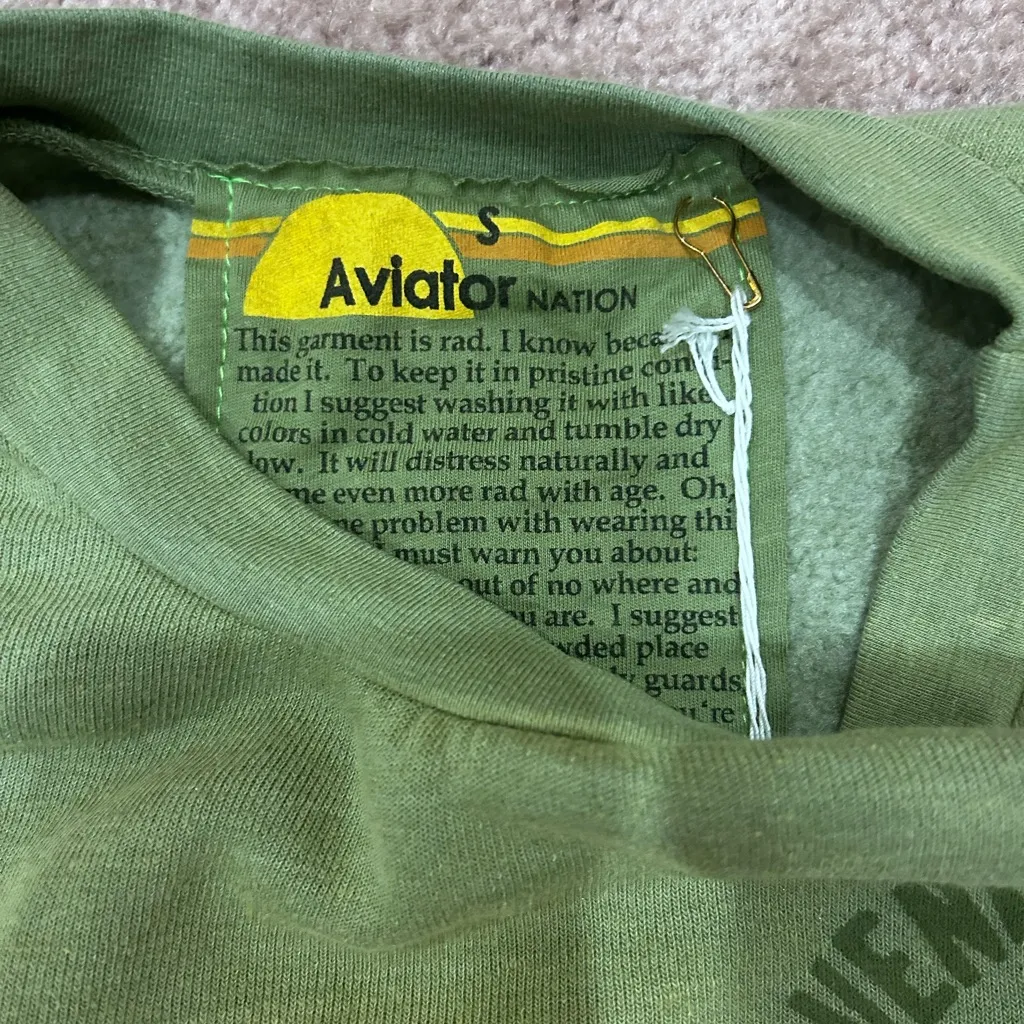 S
Aviator NATION
This garment is rad. I know
made it. To keep it in pristine
tion I suggest washing it with like
colors in cold water and tumble dry
low. It will distress naturally and
even more rad with age. Oh,
problem with wearing
must warn you about:
out of no where and
are. I suggest
place
guards
you're